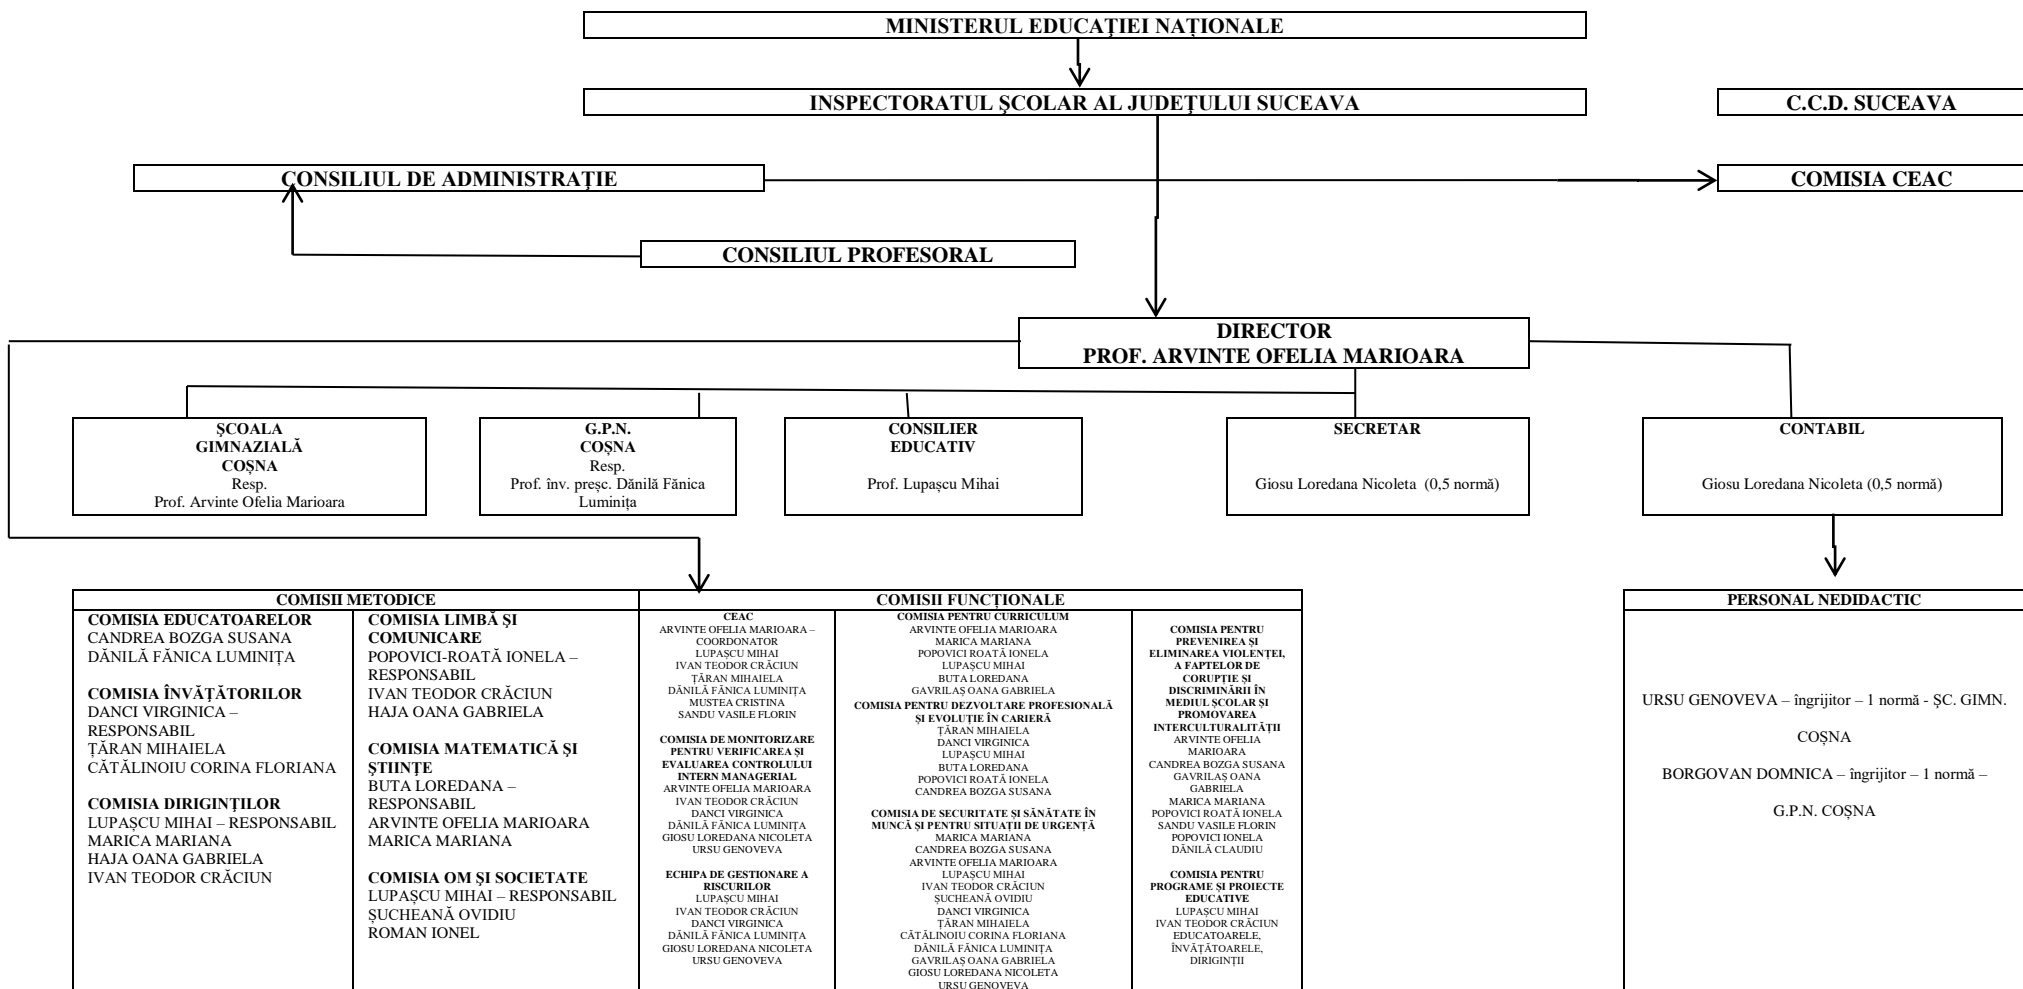 MINISTERUL EDUCAŢIEI NAȚIONALE
INSPECTORATUL ŞCOLAR AL JUDEŢULUI SUCEAVA
C.C.D. SUCEAVA
CONSILIUL DE ADMINISTRAŢIE
COMISIA CEAC
CONSILIUL PROFESORAL
DIRECTOR
PROF. ARVINTE OFELIA MARIOARA
ŞCOALA
GIMNAZIALĂ
COȘNA
Resp.
Prof. Arvinte Ofelia Marioara
G.P.N.
COȘNA
Resp.
Prof. înv. preșc. Dănilă Fănica
Luminița
CONSILIER
EDUCATIV
Prof. Lupașcu Mihai
SECRETAR
Giosu Loredana Nicoleta (0,5 normă)
CONTABIL
Giosu Loredana Nicoleta (0,5 normă)
COMISII METODICE
COMISIA EDUCATOARELOR
CANDREA BOZGA SUSANA
DĂNILĂ FĂNICA LUMINIȚA
COMISIA ÎNVĂŢĂTORILOR
DANCI VIRGINICA –
RESPONSABIL
ȚĂRAN MIHAIELA
CĂTĂLINOIU CORINA FLORIANA
COMISIA DIRIGINŢILOR
LUPAȘCU MIHAI – RESPONSABIL
MARICA MARIANA
HAJA OANA GABRIELA
IVAN TEODOR CRĂCIUN
COMISIA LIMBĂ ŞI
COMUNICARE
POPOVICI-ROATĂ IONELA –
RESPONSABIL
IVAN TEODOR CRĂCIUN
HAJA OANA GABRIELA
COMISIA MATEMATICĂ ŞI
ȘTIINȚE
BUTA LOREDANA –
RESPONSABIL
ARVINTE OFELIA MARIOARA
MARICA MARIANA
COMISIA OM ŞI SOCIETATE
LUPAȘCU MIHAI – RESPONSABIL
ȘUCHEANĂ OVIDIU
ROMAN IONEL
COMISII FUNCȚIONALE
CEAC
ARVINTE OFELIA MARIOARA –
COORDONATOR
LUPAȘCU MIHAI
IVAN TEODOR CRĂCIUN
ȚĂRAN MIHAIELA
DĂNILĂ FĂNICA LUMINIȚA
MUSTEA CRISTINA
SANDU VASILE FLORIN
COMISIA DE MONITORIZARE
PENTRU VERIFICAREA ȘI
EVALUAREA CONTROLULUI
INTERN MANAGERIAL
ARVINTE OFELIA MARIOARA
IVAN TEODOR CRĂCIUN
DANCI VIRGINICA
DĂNILĂ FĂNICA LUMINIȚA
GIOSU LOREDANA NICOLETA
URSU GENOVEVA
ECHIPA DE GESTIONARE A
RISCURILOR
LUPAȘCU MIHAI
IVAN TEODOR CRĂCIUN
DANCI VIRGINICA
DĂNILĂ FĂNICA LUMINIȚA
GIOSU LOREDANA NICOLETA
URSU GENOVEVA
COMISIA PENTRU CURRICULUM
ARVINTE OFELIA MARIOARA
MARICA MARIANA
POPOVICI ROATĂ IONELA
LUPAȘCU MIHAI
BUTA LOREDANA
GAVRILAȘ OANA GABRIELA
COMISIA PENTRU DEZVOLTARE PROFESIONALĂ
ȘI EVOLUȚIE ÎN CARIERĂ
ȚĂRAN MIHAIELA
DANCI VIRGINICA
LUPAȘCU MIHAI
BUTA LOREDANA
POPOVICI ROATĂ IONELA
CANDREA BOZGA SUSANA
COMISIA DE SECURITATE ȘI SĂNĂTATE ÎN
MUNCĂ ȘI PENTRU SITUAȚII DE URGENȚĂ
MARICA MARIANA
CANDREA BOZGA SUSANA
ARVINTE OFELIA MARIOARA
LUPAȘCU MIHAI
IVAN TEODOR CRĂCIUN
ȘUCHEANĂ OVIDIU
DANCI VIRGINICA
ȚĂRAN MIHAIELA
CĂTĂLINOIU CORINA FLORIANA
DĂNILĂ FĂNICA LUMINIȚA
GAVRILAȘ OANA GABRIELA
GIOSU LOREDANA NICOLETA
URSU GENOVEVA
COMISIA PENTRU
PREVENIREA ȘI
ELIMINAREA VIOLENȚEI,
A FAPTELOR DE
CORUPȚIE ȘI
DISCRIMINĂRII ÎN
MEDIUL ȘCOLAR ȘI
PROMOVAREA
INTERCULTURALITĂȚII
ARVINTE OFELIA
MARIOARA
CANDREA BOZGA SUSANA
GAVRILAȘ OANA
GABRIELA
MARICA MARIANA
POPOVICI ROATĂ IONELA
SANDU VASILE FLORIN
POPOVICI IONELA
DĂNILĂ CLAUDIU
COMISIA PENTRU
PROGRAME ȘI PROIECTE
EDUCATIVE
LUPAȘCU MIHAI
IVAN TEODOR CRĂCIUN
EDUCATOARELE,
ÎNVĂȚĂTOARELE,
DIRIGINȚII
PERSONAL NEDIDACTIC
URSU GENOVEVA – îngrijitor – 1 normă - ȘC. GIMN.
COȘNA
BORGOVAN DOMNICA – îngrijitor – 1 normă –
G.P.N. COȘNA